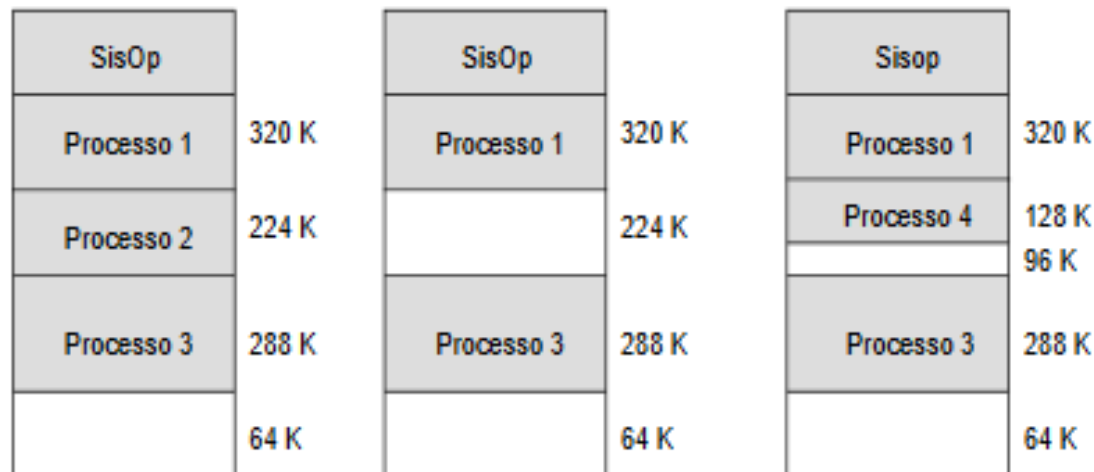 SisOp
Processo 1
320 K
Processo 2
224 K
Processo 3
288 K
64 K
SisOp
Processo 1
320 K
224 K
Processo 3
288 K
64 K
Sisop
Processo 1
320 K
Processo 4
128 K
96 K
Processo 3
288 K
64 K